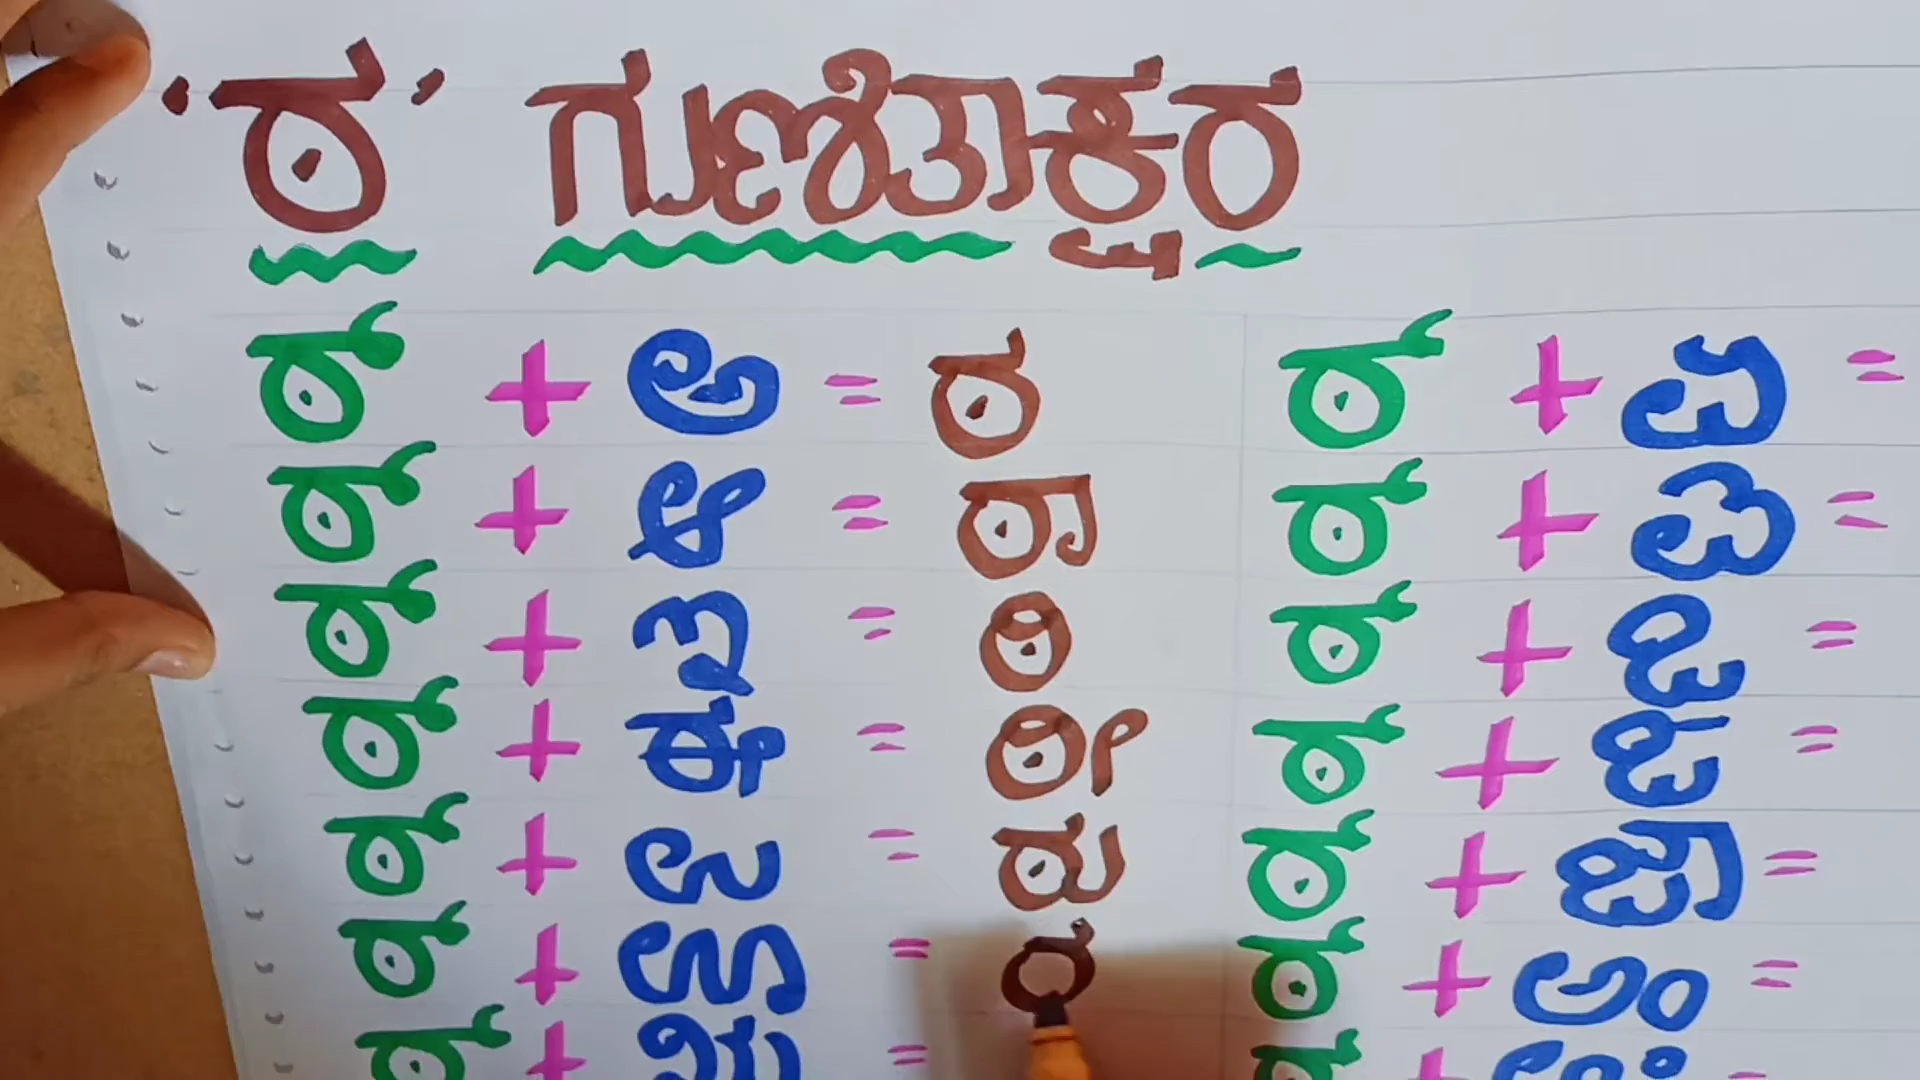 'ಠ' ಗುಣಿತಾಕ್ಷರ
ಠ್ + ಅ = ಠ ಠ್ + ಎ =
ಠ್ + ಆ = ಠಾ ಠ್ + ಏ =
ಠ್ + ಇ = ಠಿ ಠ್ + ಐ =
ಠ್ + ಈ = ಠೀ ಠ್ + ಒ =
ಠ್ + ಉ = ಠು ಠ್ + ಓ =
ಠ್ + ಊ = ಠ್ + ಅಂ =
ಠ್ + =